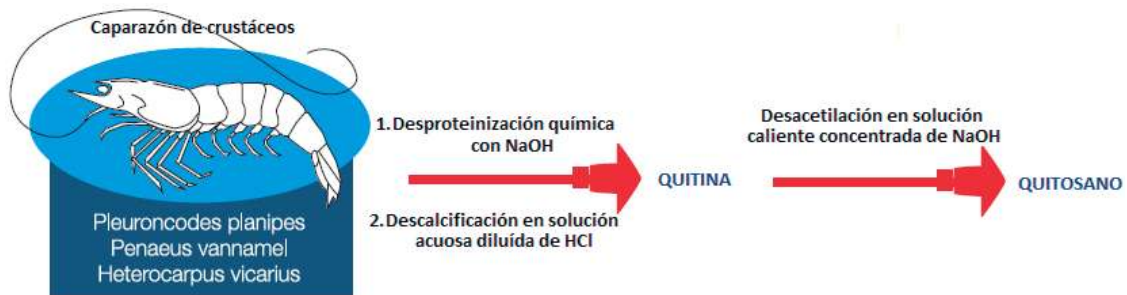 Caparazón de crustáceos
Pleuroncodes planipes
Penaeus vannamel
Heterocarpus vicarius
1.Desproteinización química
con NaOH
2.Descalcificación en solución
acuosa diluída de HCl
QUITINA
Desacetilación en solución
caliente concentrada de NaOH
QUITOSANO